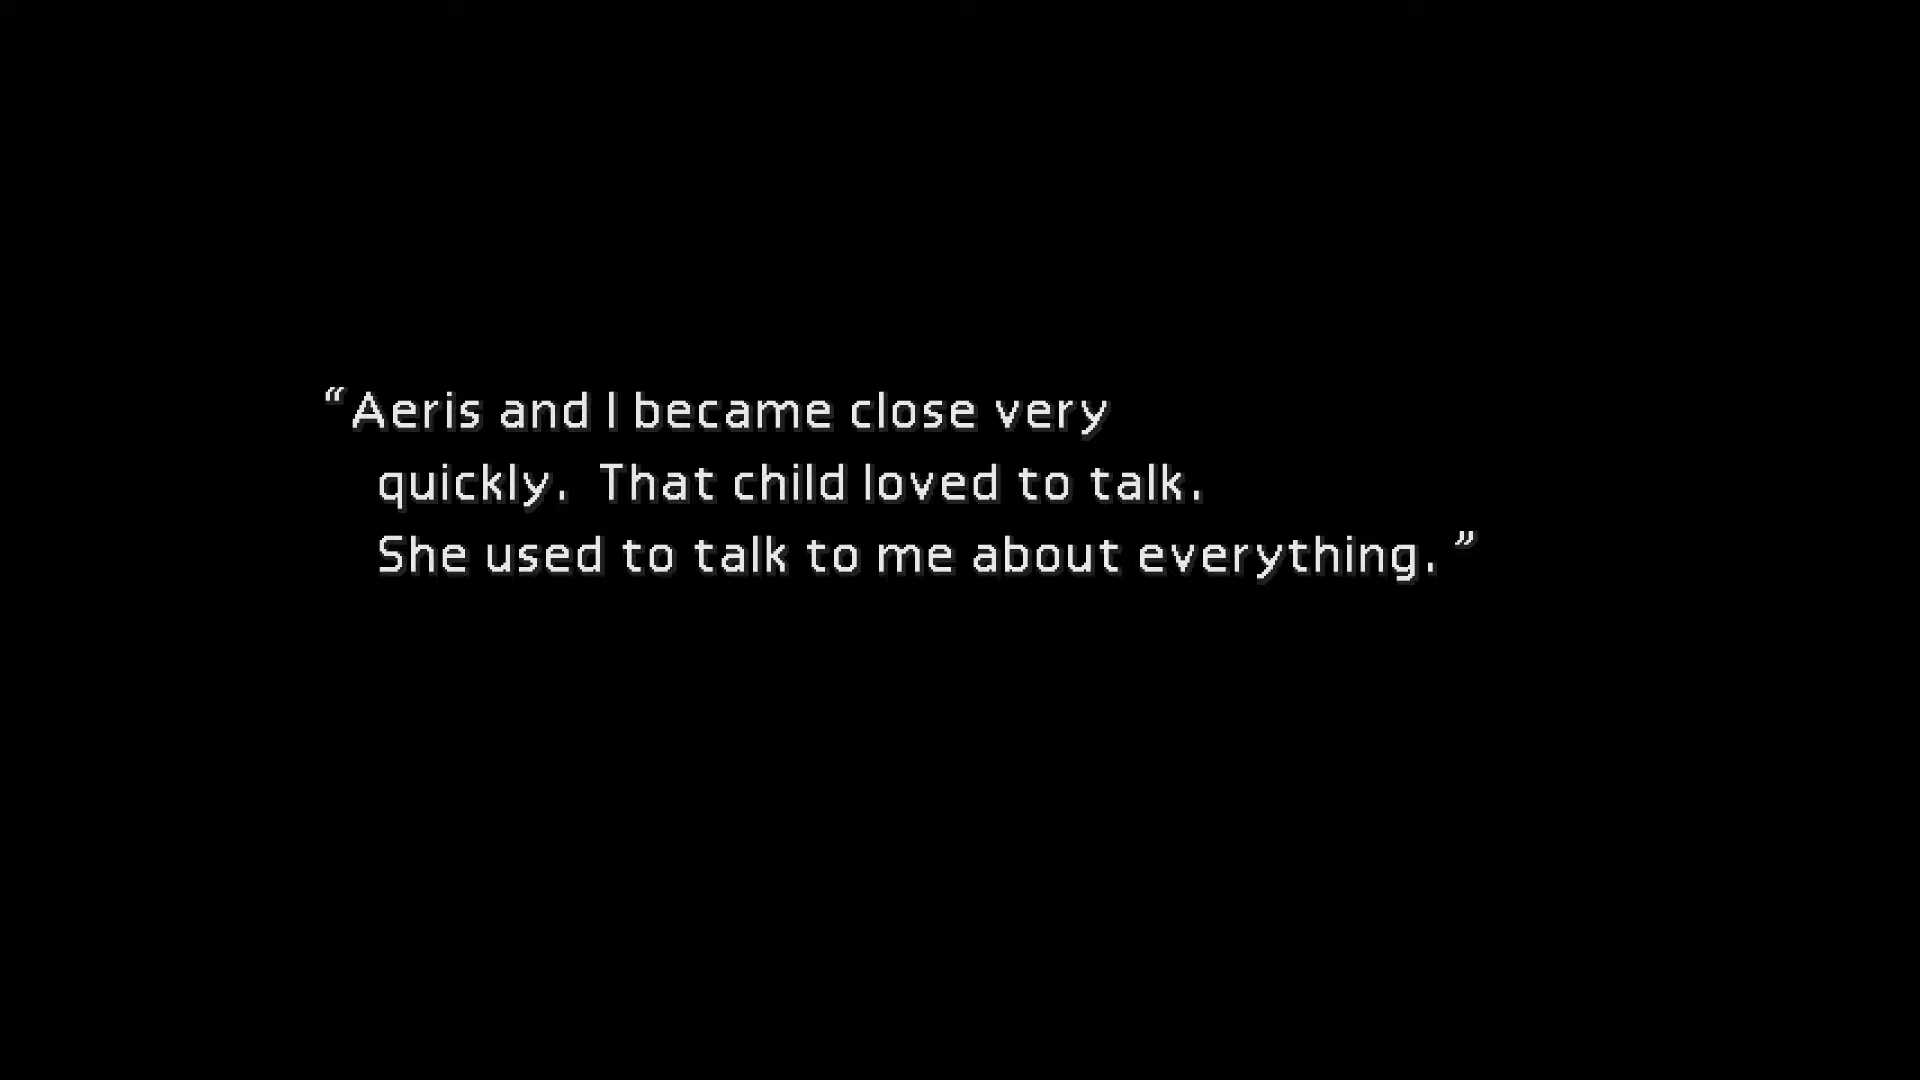 “Aeris and I became close very
quickly. That child loved to talk.
She used to talk to me about everything.”